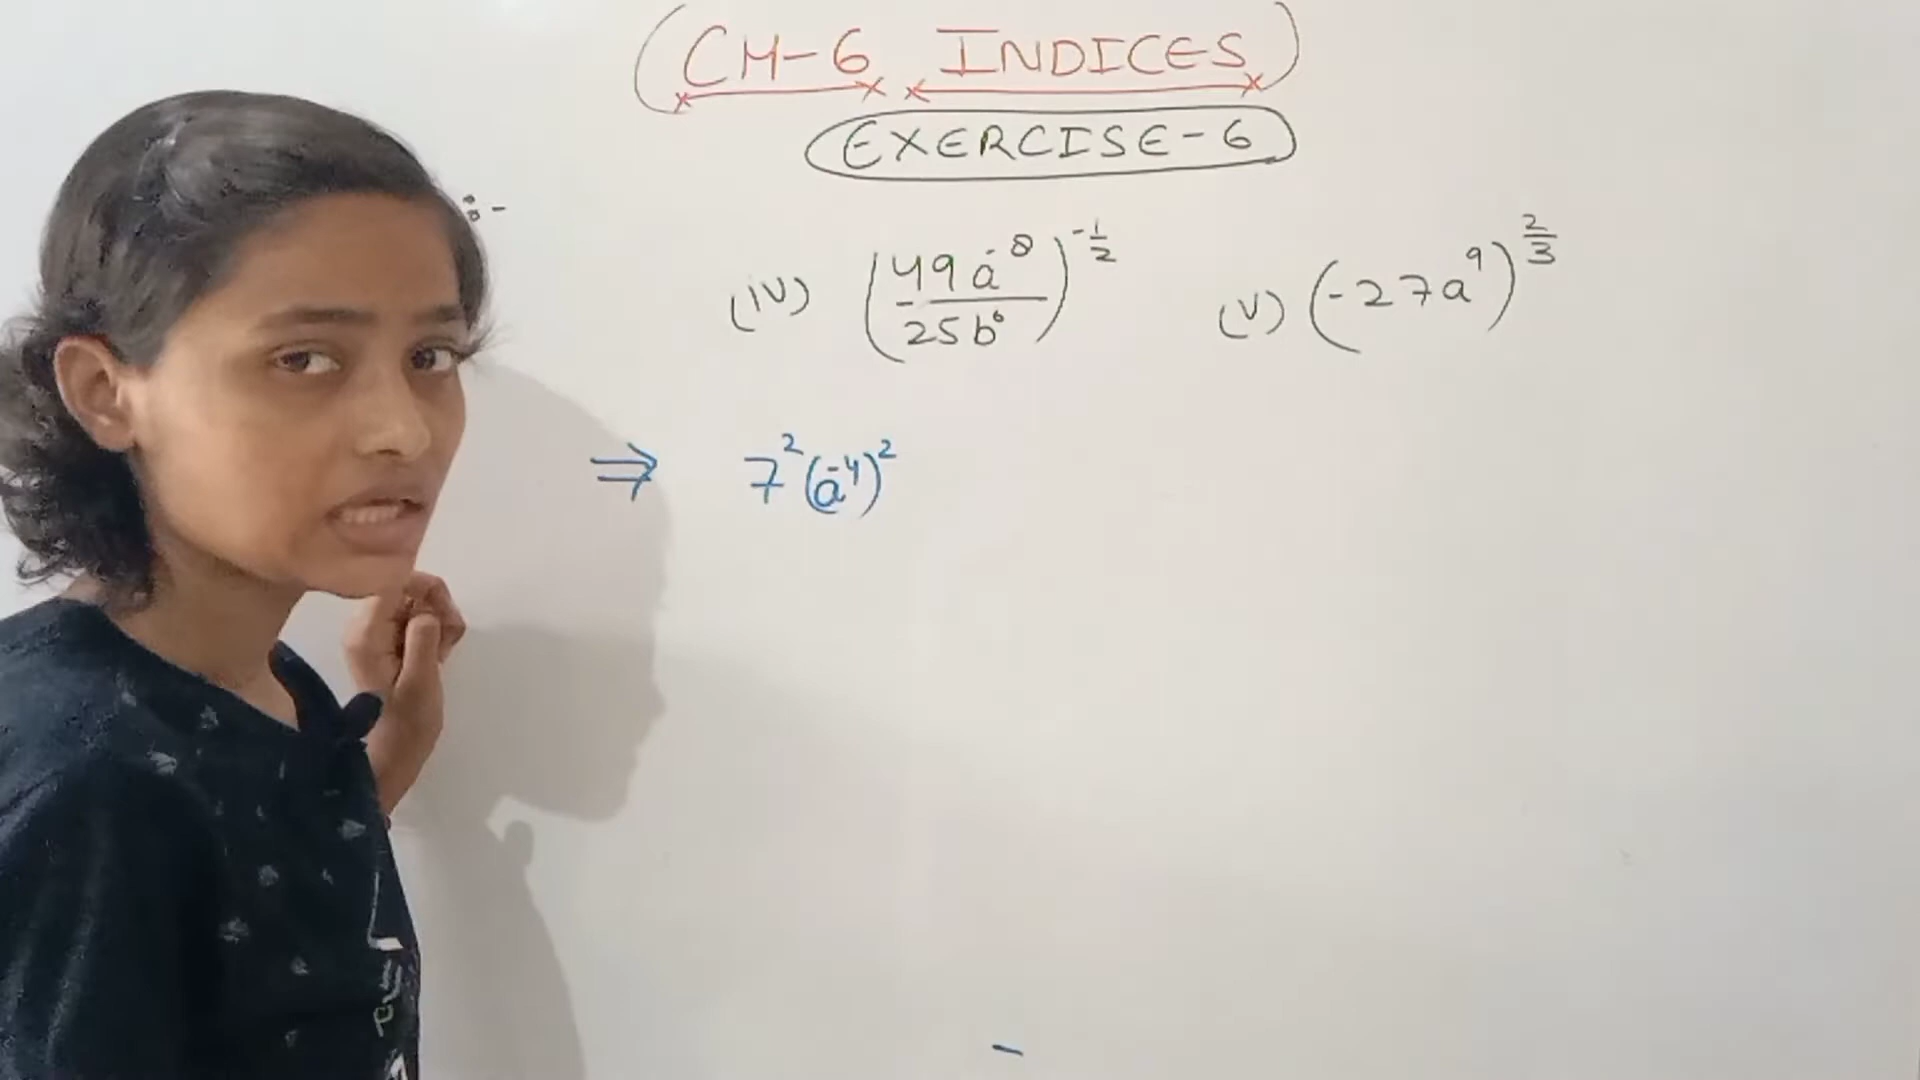 (CH-6 INDICES)
EXERCISE-6
:-
(iv) (49a⁻⁸/25b⁶)^(-1/2) (v) (-27a⁹)^(2/3)
⇒ 7²(a⁻⁴)²